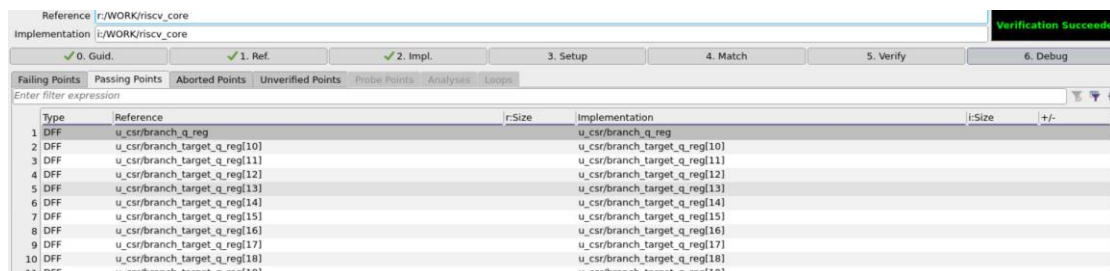 Reference r:/WORK/riscv_core
Implementation i:/WORK/riscv_core
Verification Succeede
0. Guid. 1. Ref. 2. Impl. 3. Setup 4. Match 5. Verify 6. Debug
Failing Points Passing Points Aborted Points Unverified Points Probe Points Analyses Loops
Enter filter expression
Type Reference r:Size Implementation i:Size +/-
1 DFF u_csr/branch_q_reg u_csr/branch_q_reg
2 DFF u_csr/branch_target_q_reg[10] u_csr/branch_target_q_reg[10]
3 DFF u_csr/branch_target_q_reg[11] u_csr/branch_target_q_reg[11]
4 DFF u_csr/branch_target_q_reg[12] u_csr/branch_target_q_reg[12]
5 DFF u_csr/branch_target_q_reg[13] u_csr/branch_target_q_reg[13]
6 DFF u_csr/branch_target_q_reg[14] u_csr/branch_target_q_reg[14]
7 DFF u_csr/branch_target_q_reg[15] u_csr/branch_target_q_reg[15]
8 DFF u_csr/branch_target_q_reg[16] u_csr/branch_target_q_reg[16]
9 DFF u_csr/branch_target_q_reg[17] u_csr/branch_target_q_reg[17]
10 DFF u_csr/branch_target_q_reg[18] u_csr/branch_target_q_reg[18]